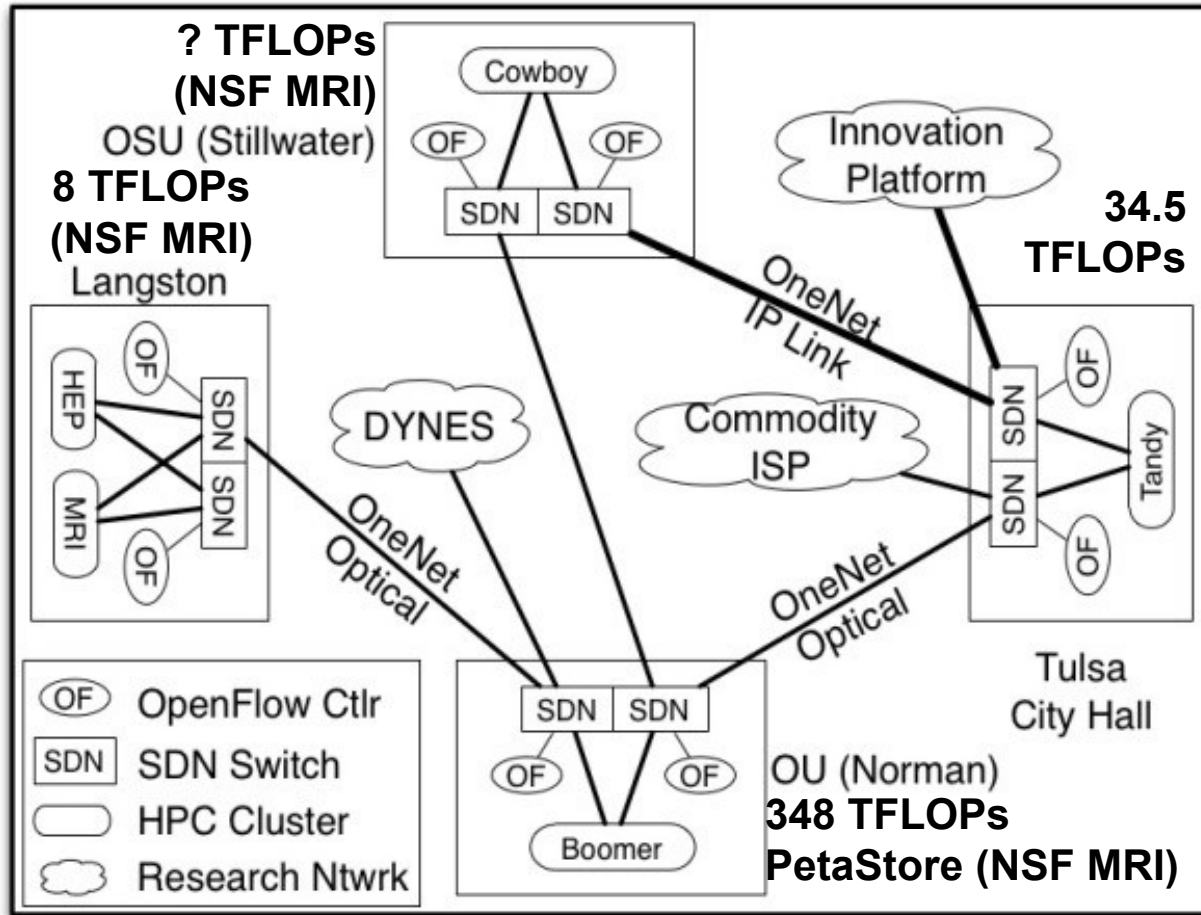 ? TFLOPs
(NSF MRI)
OSU (Stillwater)
Cowboy
OF
OF
SDN
SDN
8 TFLOPs
(NSF MRI)
Langston
HEP
MRI
OF
OF
SDN
SDN
Innovation
Platform
34.5
TFLOPs
OneNet
IP Link
DYNES
Commodity
ISP
SDN
SDN
OF
OF
Tandy
Tulsa
City Hall
OneNet
Optical
OneNet
Optical
SDN
SDN
OF
OF
Boomer
OU (Norman)
348 TFLOPs
PetaStore (NSF MRI)
OF OpenFlow Ctlr
SDN SDN Switch
HPC Cluster
Research Ntwrk